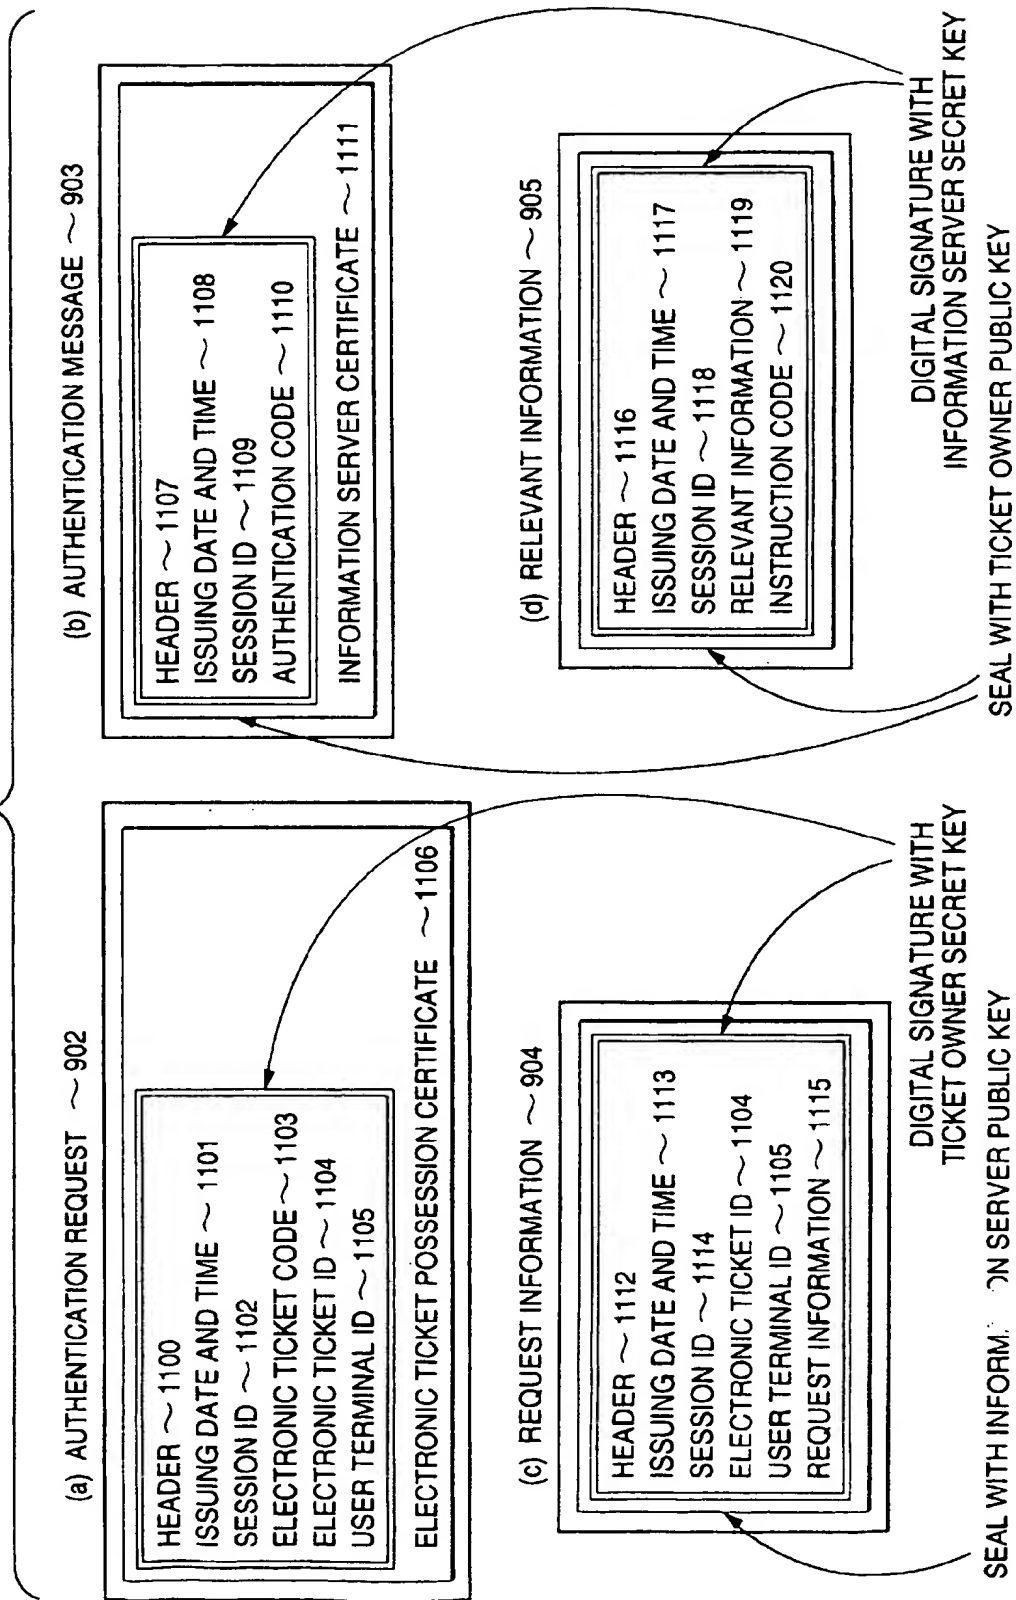 (a) AUTHENTICATION REQUEST ~ 902
HEADER ~ 1100
ISSUING DATE AND TIME ~ 1101
SESSION ID ~ 1102
ELECTRONIC TICKET CODE ~ 1103
ELECTRONIC TICKET ID ~ 1104
USER TERMINAL ID ~ 1105
ELECTRONIC TICKET POSSESSION CERTIFICATE ~ 1106
(b) AUTHENTICATION MESSAGE ~ 903
HEADER ~ 1107
ISSUING DATE AND TIME ~ 1108
SESSION ID ~ 1109
AUTHENTICATION CODE ~ 1110
INFORMATION SERVER CERTIFICATE ~ 1111
(c) REQUEST INFORMATION ~ 904
HEADER ~ 1112
ISSUING DATE AND TIME ~ 1113
SESSION ID ~ 1114
ELECTRONIC TICKET ID ~ 1104
USER TERMINAL ID ~ 1105
REQUEST INFORMATION ~ 1115
DIGITAL SIGNATURE WITH
TICKET OWNER SECRET KEY
SEAL WITH INFORM ON SERVER PUBLIC KEY
(d) RELEVANT INFORMATION ~ 905
HEADER ~ 1116
ISSUING DATE AND TIME ~ 1117
SESSION ID ~ 1118
RELEVANT INFORMATION ~ 1119
INSTRUCTION CODE ~ 1120
DIGITAL SIGNATURE WITH
INFORMATION SERVER SECRET KEY
SEAL WITH TICKET OWNER PUBLIC KEY